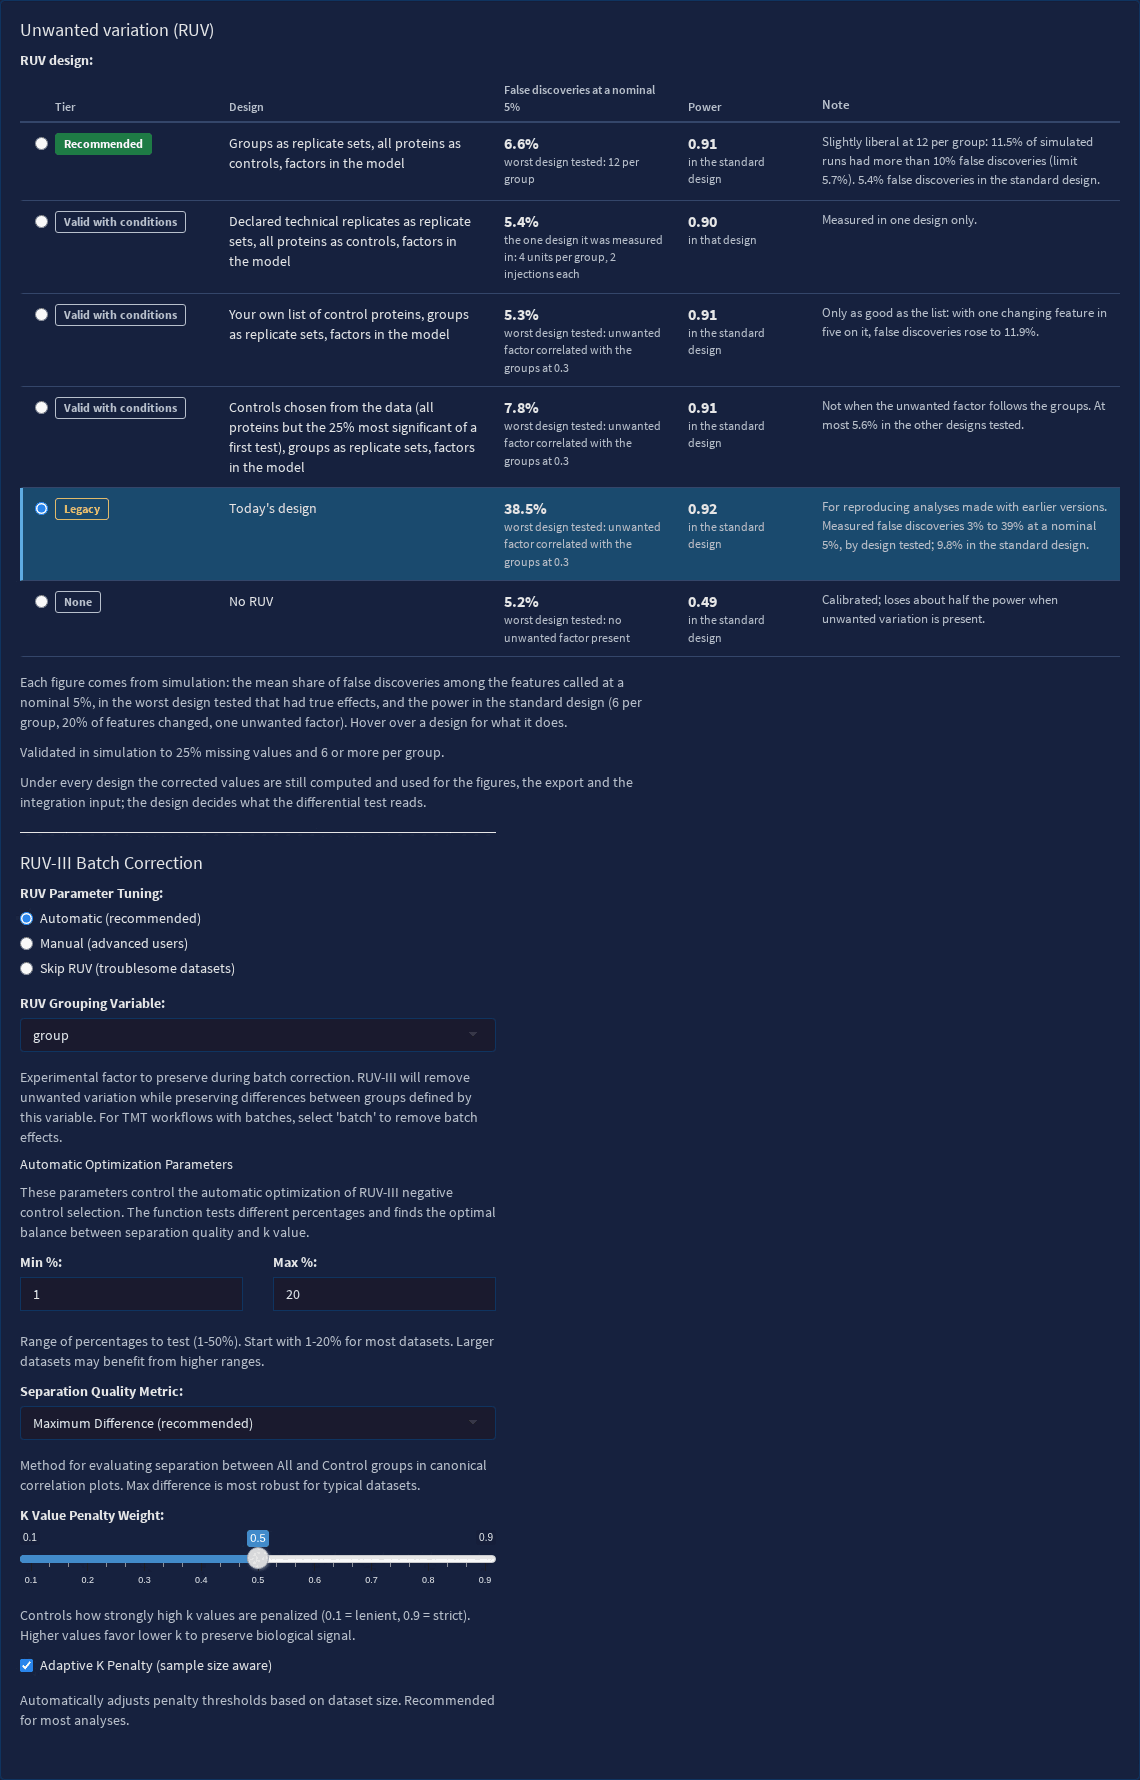 Unwanted variation (RUV)
RUV design:
Tier
Design
False discoveries at a nominal
5%
Power
Note
Recommended
Groups as replicate sets, all proteins as
controls, factors in the model
6.6%
worst design tested: 12 per
group
0.91
in the standard
design
Slightly liberal at 12 per group: 11.5% of simulated
runs had more than 10% false discoveries (limit
5.7%). 5.4% false discoveries in the standard design.
Valid with conditions
Declared technical replicates as replicate
sets, all proteins as controls, factors in
the model
5.4%
the one design it was measured
in: 4 units per group, 2
injections each
0.90
in that design
Measured in one design only.
Valid with conditions
Your own list of control proteins, groups
as replicate sets, factors in the model
5.3%
worst design tested: unwanted
factor correlated with the
groups at 0.3
0.91
in the standard
design
Only as good as the list: with one changing feature in
five on it, false discoveries rose to 11.9%.
Valid with conditions
Controls chosen from the data (all
proteins but the 25% most significant of a
first test), groups as replicate sets, factors
in the model
7.8%
worst design tested: unwanted
factor correlated with the
groups at 0.3
0.91
in the standard
design
Not when the unwanted factor follows the groups. At
most 5.6% in the other designs tested.
Legacy
Today's design
38.5%
worst design tested: unwanted
factor correlated with the
groups at 0.3
0.92
in the standard
design
For reproducing analyses made with earlier versions.
Measured false discoveries 3% to 39% at a nominal
5%, by design tested; 9.8% in the standard design.
None
No RUV
5.2%
worst design tested: no
unwanted factor present
0.49
in the standard
design
Calibrated; loses about half the power when
unwanted variation is present.
Each figure comes from simulation: the mean share of false discoveries among the features called at a
nominal 5%, in the worst design tested that had true effects, and the power in the standard design (6 per
group, 20% of features changed, one unwanted factor). Hover over a design for what it does.
Validated in simulation to 25% missing values and 6 or more per group.
Under every design the corrected values are still computed and used for the figures, the export and the
integration input; the design decides what the differential test reads.
RUV-III Batch Correction
RUV Parameter Tuning:
Automatic (recommended)
Manual (advanced users)
Skip RUV (troublesome datasets)
RUV Grouping Variable:
group
Experimental factor to preserve during batch correction. RUV-III will remove
unwanted variation while preserving differences between groups defined by
this variable. For TMT workflows with batches, select 'batch' to remove batch
effects.
Automatic Optimization Parameters
These parameters control the automatic optimization of RUV-III negative
control selection. The function tests different percentages and finds the optimal
balance between separation quality and k value.
Min %:
Max %:
1
20
Range of percentages to test (1-50%). Start with 1-20% for most datasets. Larger
datasets may benefit from higher ranges.
Separation Quality Metric:
Maximum Difference (recommended)
Method for evaluating separation between All and Control groups in canonical
correlation plots. Max difference is most robust for typical datasets.
K Value Penalty Weight:
0.1 0.5 0.9
0.1 0.2 0.3 0.4 0.5 0.6 0.7 0.8 0.9
Controls how strongly high k values are penalized (0.1 = lenient, 0.9 = strict).
Higher values favor lower k to preserve biological signal.
Adaptive K Penalty (sample size aware)
Automatically adjusts penalty thresholds based on dataset size. Recommended
for most analyses.